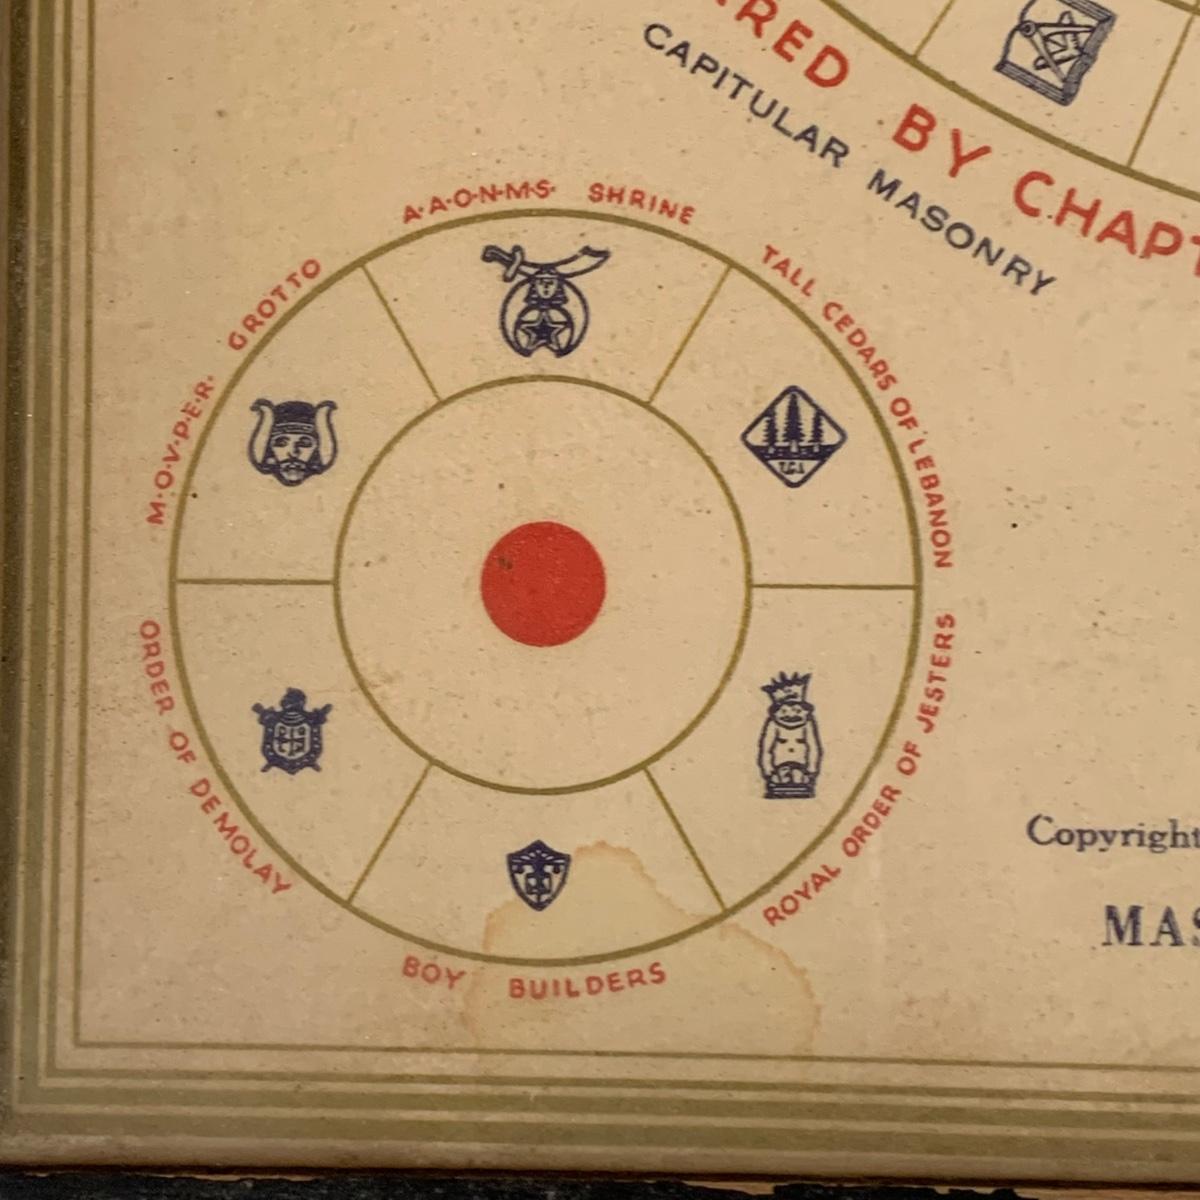 RED BY CHAPT
CAPITULAR MASONRY
A·A·O·N·M·S· SHRINE
TALL CEDARS OF LEBANON
M·O·V·P·E·R· GROTTO
T.C.L
ORDER OF DEMOLAY
ROYAL ORDER OF JESTERS
BOY BUILDERS
Copyright
MAS